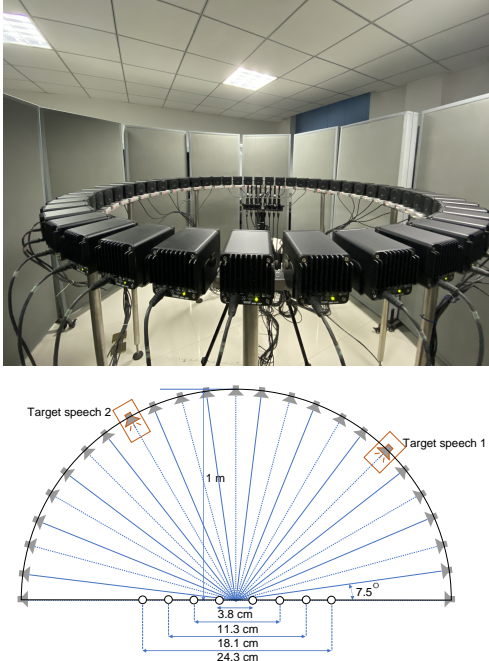 Target speech 2
Target speech 1
1 m
7.5°
3.8 cm
11.3 cm
18.1 cm
24.3 cm